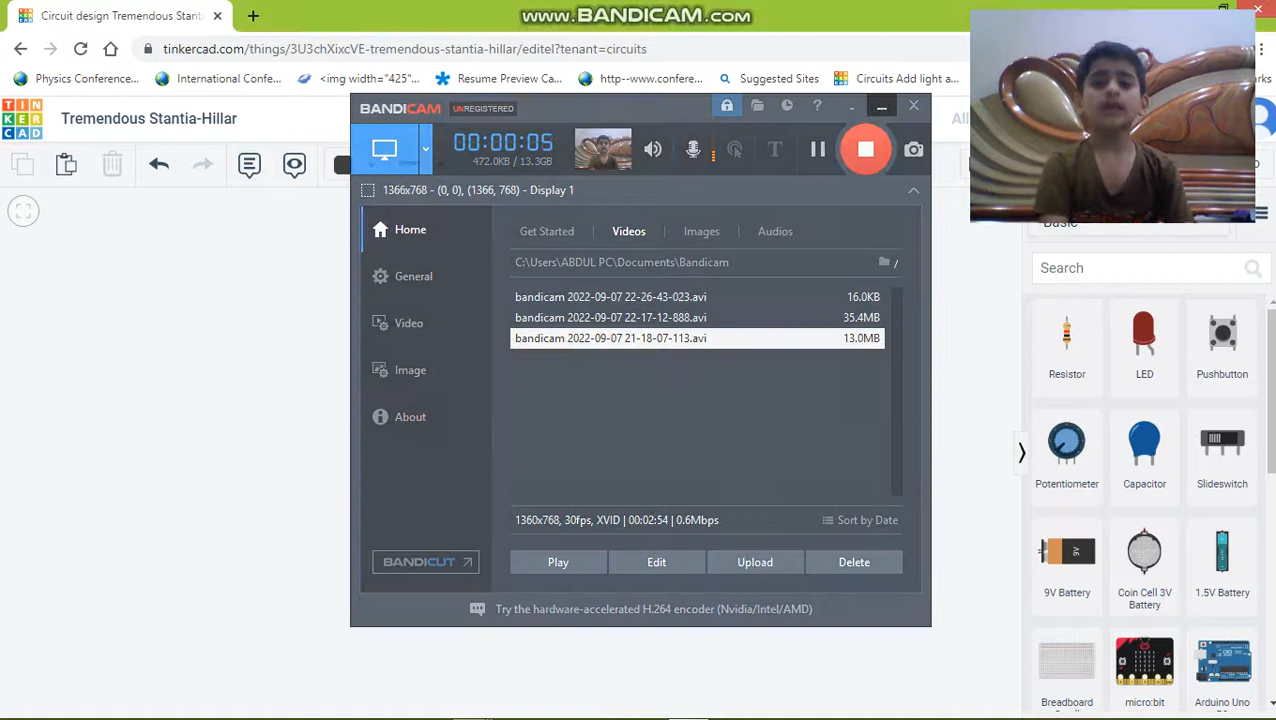 Circuit design Tremendous Stant
www.BANDICAM.com
tinkercad.com/things/3U3chXixcVE-tremendous-stantia-hillar/editel?tenant=circuits
Physics Conference...
International Confe...
<img width="425"...
Resume Preview Ca...
http--www.confere...
Suggested Sites
Circuits Add light a...
TIN
KER
CAD
Tremendous Stantia-Hillar
All
BANDICAM UNREGISTERED
00:00:05
472.0KB / 13.3GB
1366x768 - (0, 0), (1366, 768) - Display 1
Home
General
Video
Image
About
BANDICUT
Get Started
Videos
Images
Audios
C:\Users\ABDUL PC\Documents\Bandicam
bandicam 2022-09-07 22-26-43-023.avi 16.0KB
bandicam 2022-09-07 22-17-12-888.avi 35.4MB
bandicam 2022-09-07 21-18-07-113.avi 13.0MB
1360x768, 30fps, XVID | 00:02:54 | 0.6Mbps
Sort by Date
Play
Edit
Upload
Delete
Try the hardware-accelerated H.264 encoder (Nvidia/Intel/AMD)
Basic
Search
Resistor
LED
Pushbutton
Potentiometer
Capacitor
Slideswitch
9V Battery
Coin Cell 3V
Battery
1.5V Battery
Breadboard
micro:bit
Arduino Uno